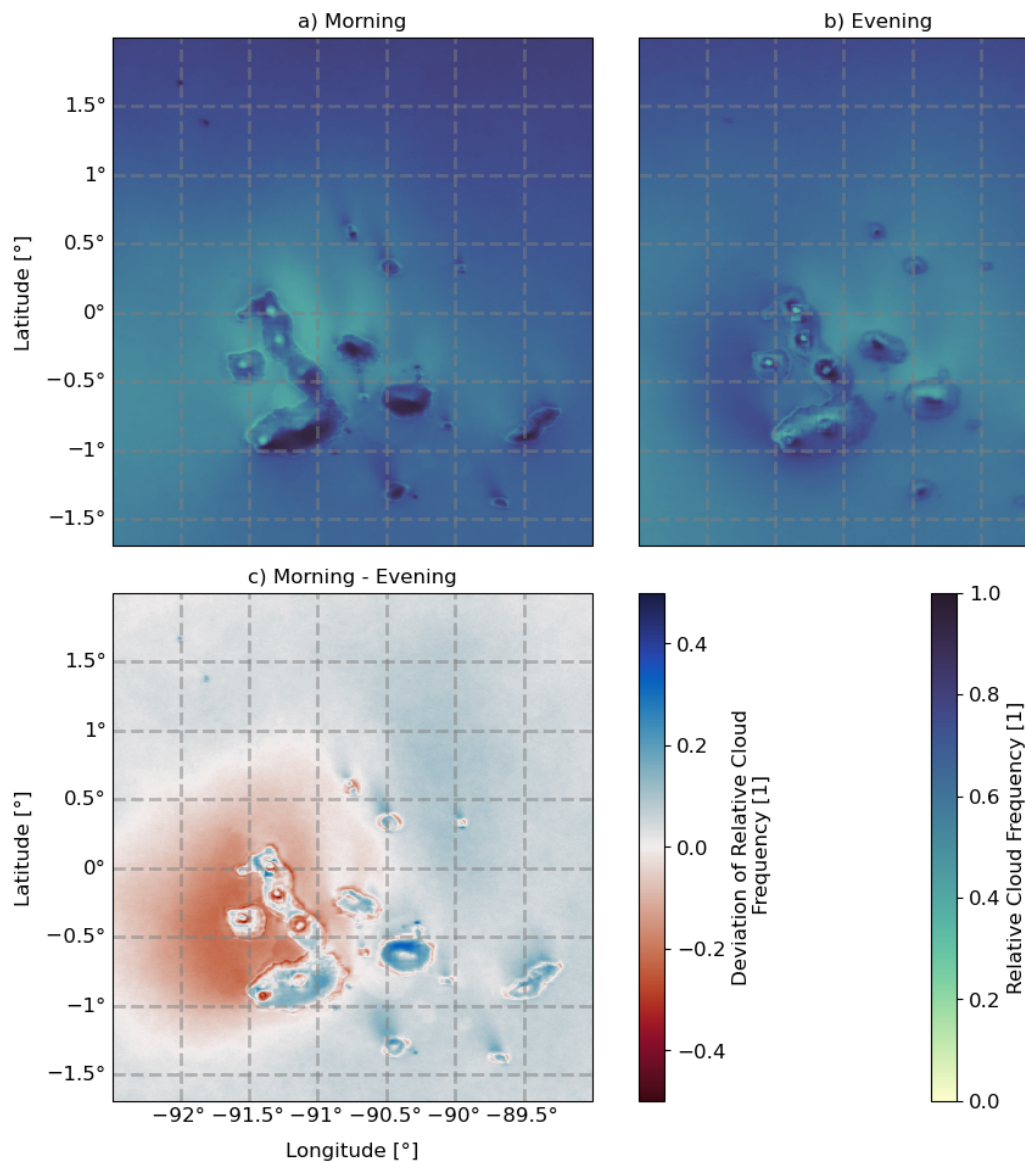 a) Morning
b) Evening
1.5°
1°
0.5°
0°
−0.5°
−1°
−1.5°
Latitude [°]
c) Morning - Evening
1.5°
1°
0.5°
0°
−0.5°
−1°
−1.5°
Latitude [°]
−92° −91.5° −91° −90.5° −90° −89.5°
Longitude [°]
0.4
0.2
0.0
−0.2
−0.4
Deviation of Relative Cloud
Frequency [1]
1.0
0.8
0.6
0.4
0.2
0.0
Relative Cloud Frequency [1]